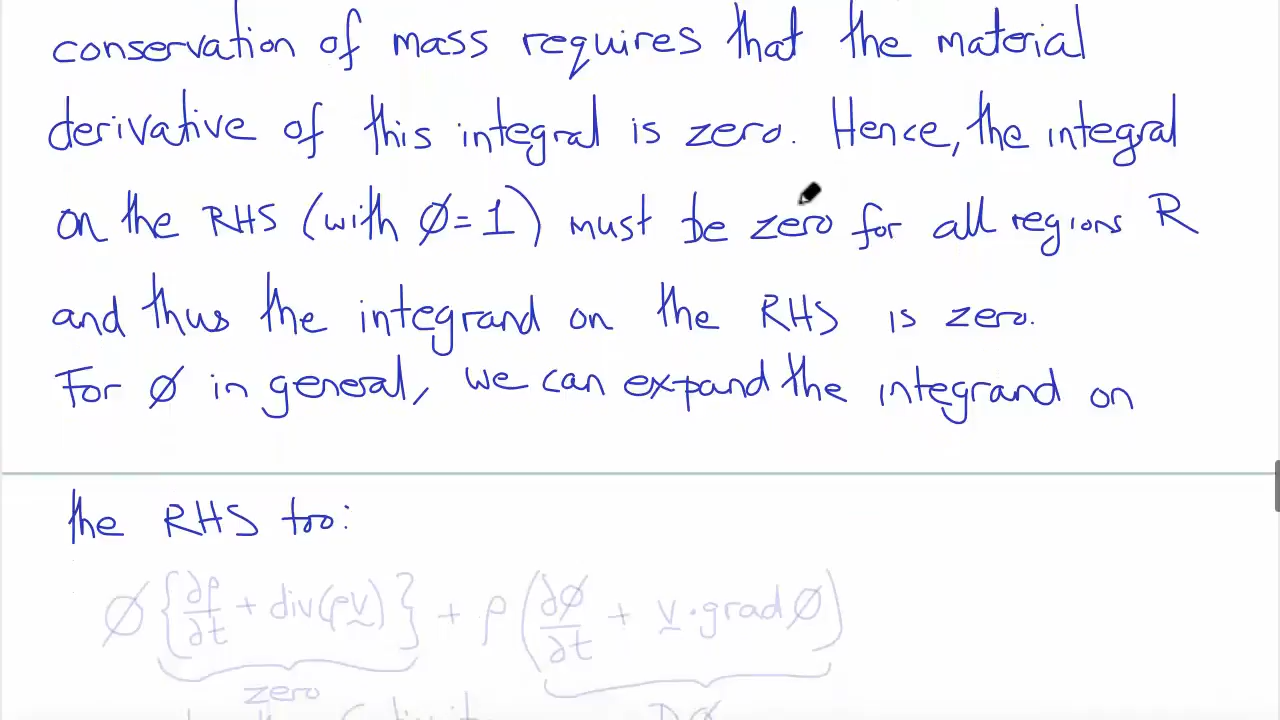 conservation of mass requires that the material
derivative of this integral is zero. Hence, the integral
on the RHS (with ø=1) must be zero for all regions R
and thus the integrand on the RHS is zero.
For ø in general, we can expand the integrand on
the RHS too:
ø{∂ρ/∂t + div(ρv̲)} + ρ(∂ø/∂t + v̲·grad ø)
zero
Dø